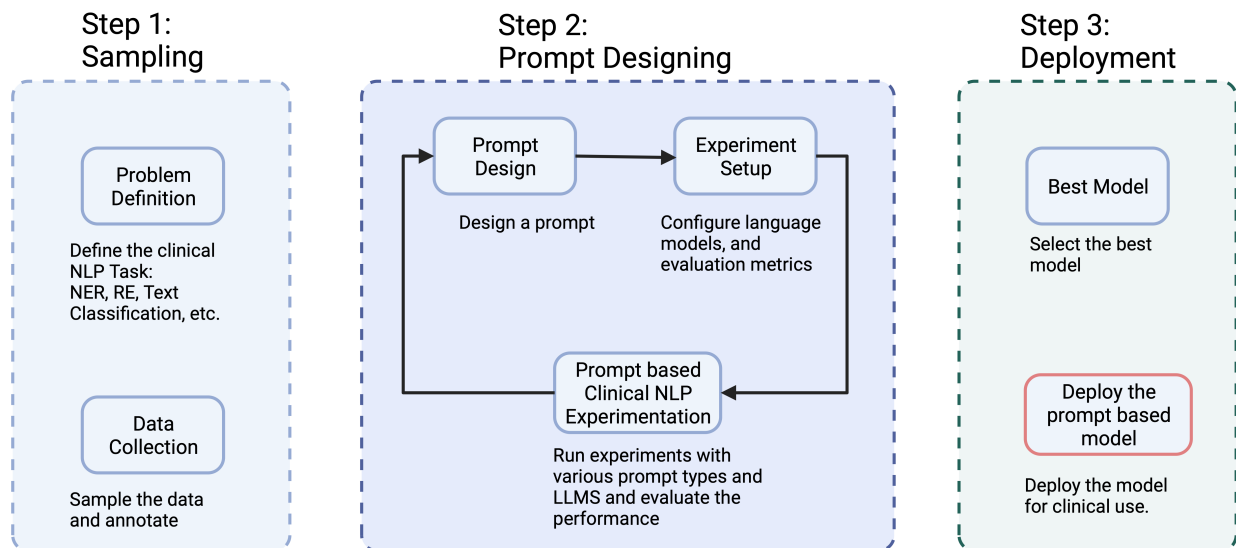 Step 1:
Sampling
Problem
Definition
Define the clinical
NLP Task:
NER, RE, Text
Classification, etc.
Data
Collection
Sample the data
and annotate
Step 2:
Prompt Designing
Prompt
Design
Design a prompt
Experiment
Setup
Configure language
models, and
evaluation metrics
Prompt based
Clinical NLP
Experimentation
Run experiments with
various prompt types and
LLMS and evaluate the
performance
Step 3:
Deployment
Best Model
Select the best
model
Deploy the
prompt based
model
Deploy the model
for clinical use.